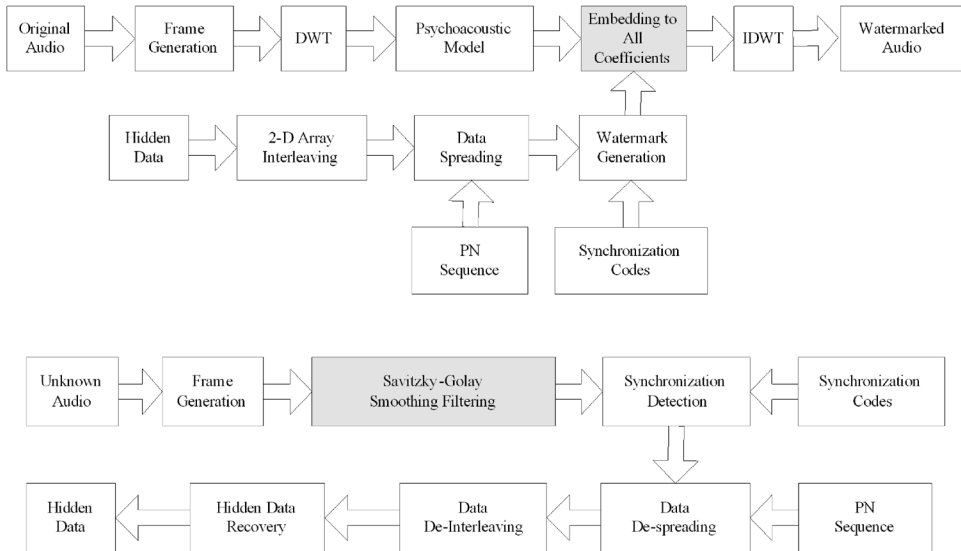 Original
Audio
Frame
Generation
DWT
Psychoacoustic
Model
Embedding to
All
Coefficients
IDWT
Watermarked
Audio
Hidden
Data
2-D Array
Interleaving
Data
Spreading
Watermark
Generation
PN
Sequence
Synchronization
Codes
Unknown
Audio
Frame
Generation
Savitzky-Golay
Smoothing Filtering
Synchronization
Detection
Synchronization
Codes
Hidden
Data
Hidden Data
Recovery
Data
De-Interleaving
Data
De-spreading
PN
Sequence